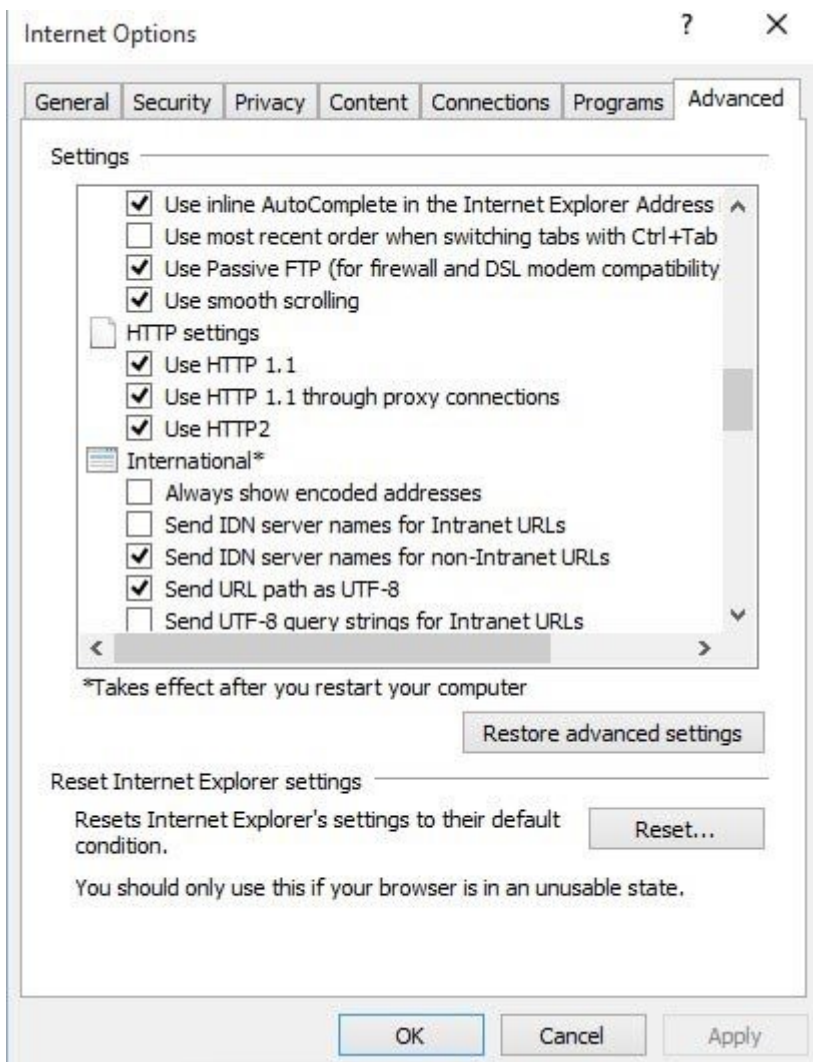 Internet Options
?
General
Security
Privacy
Content
Connections
Programs
Advanced
Settings
Use inline AutoComplete in the Internet Explorer Address
Use most recent order when switching tabs with Ctrl+Tab
Use Passive FTP (for firewall and DSL modem compatibility
Use smooth scrolling
HTTP settings
Use HTTP 1.1
Use HTTP 1.1 through proxy connections
Use HTTP2
International*
Always show encoded addresses
Send IDN server names for Intranet URLs
Send IDN server names for non-Intranet URLs
Send URL path as UTF-8
Send UTF-8 query strings for Intranet URLs
*Takes effect after you restart your computer
Restore advanced settings
Reset Internet Explorer settings
Resets Internet Explorer's settings to their default
condition.
Reset...
You should only use this if your browser is in an unusable state.
OK
Cancel
Apply